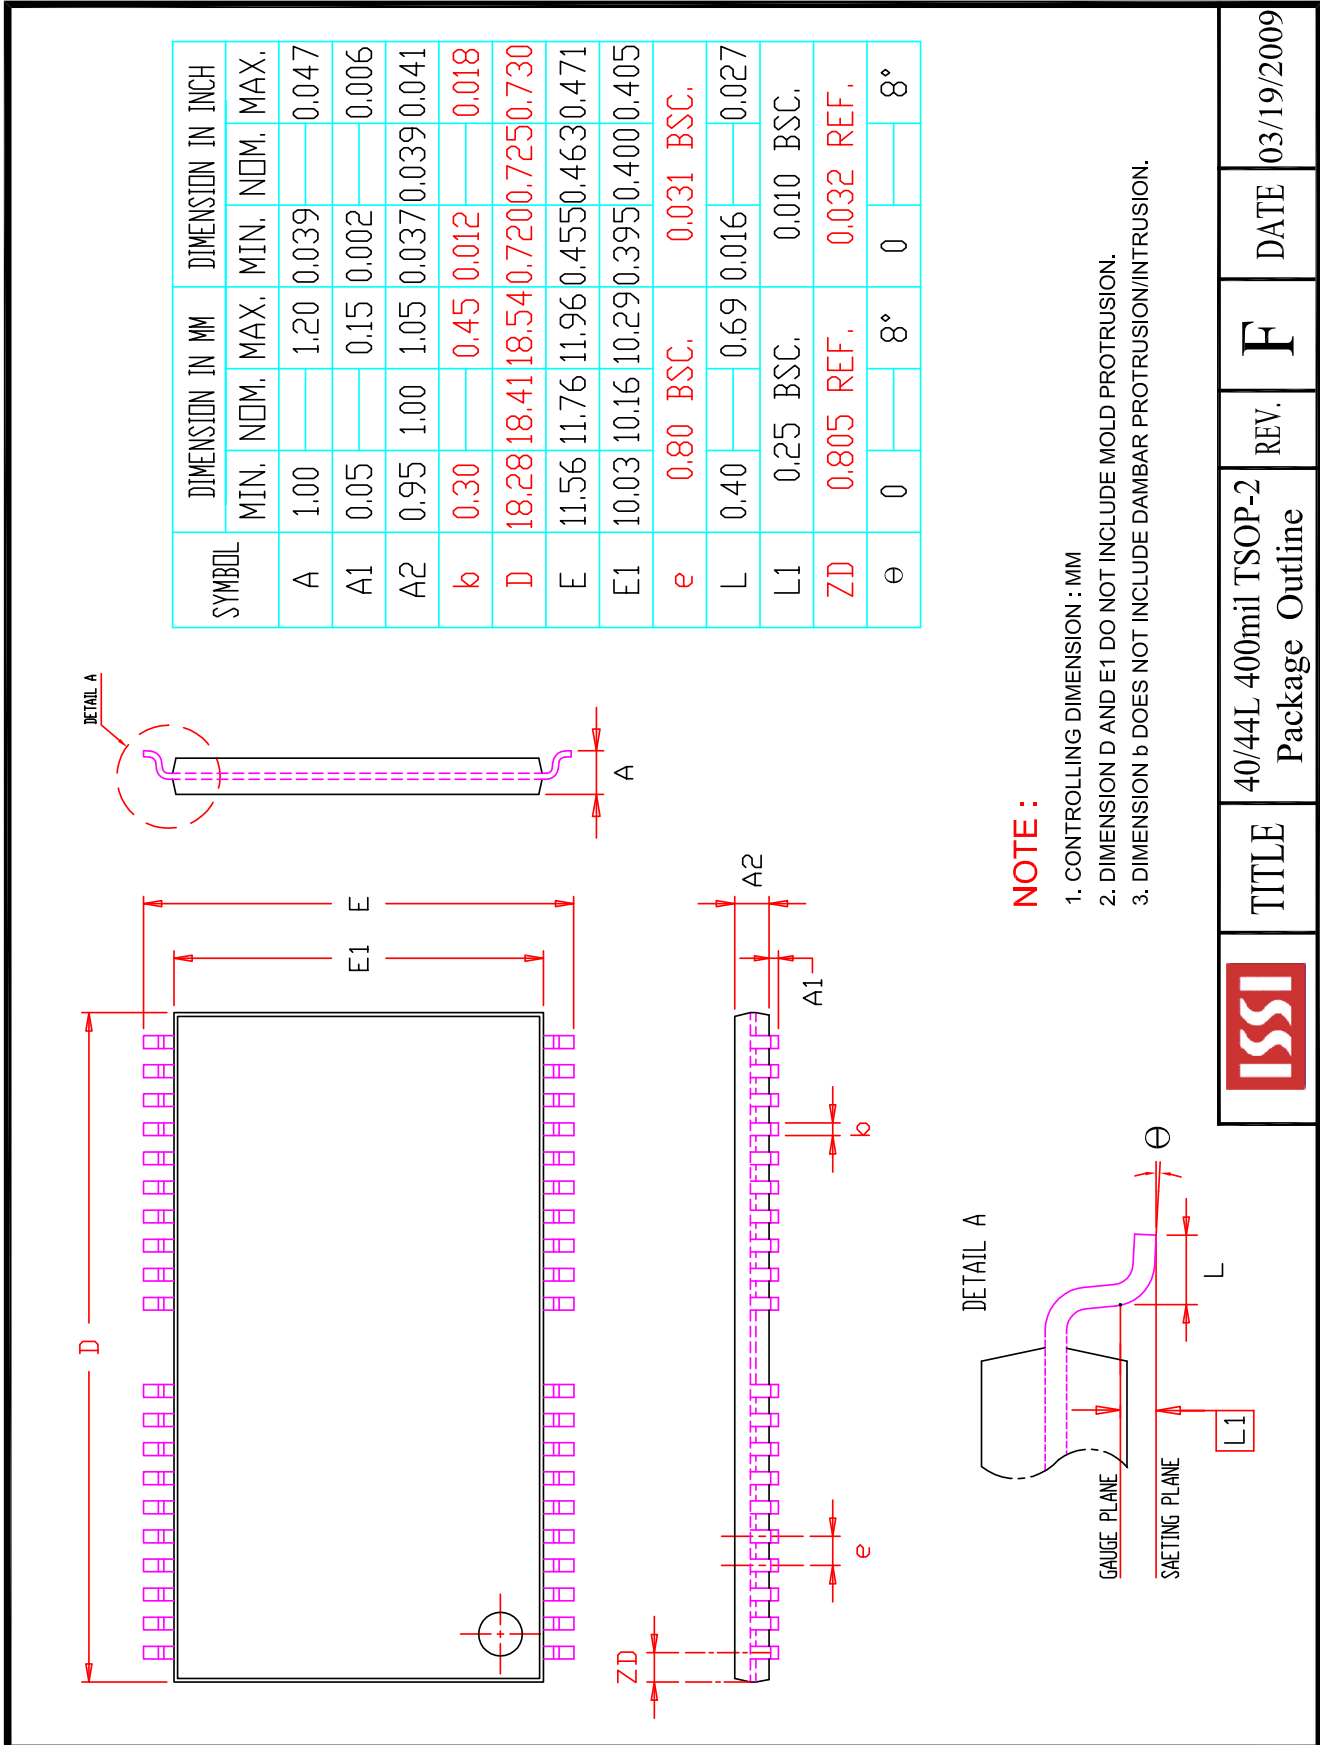 DETAIL A
D
E
E1
A
ZD
e
b
A2
A1
SYMBOL DIMENSION IN MM DIMENSION IN INCH
MIN. NOM. MAX. MIN. NOM. MAX.
A 1.00 1.20 0.039 0.047
A1 0.05 0.15 0.002 0.006
A2 0.95 1.00 1.05 0.037 0.039 0.041
b 0.30 0.45 0.012 0.018
D 18.28 18.41 18.54 0.720 0.725 0.730
E 11.56 11.76 11.96 0.455 0.463 0.471
E1 10.03 10.16 10.29 0.395 0.400 0.405
e 0.80 BSC. 0.031 BSC.
L 0.40 0.69 0.016 0.027
L1 0.25 BSC. 0.010 BSC.
ZD 0.805 REF. 0.032 REF.
Θ 0 8° 0 8°
DETAIL A
GAUGE PLANE
SAETING PLANE
L1
L
Θ
NOTE :
1. CONTROLLING DIMENSION : MM
2. DIMENSION D AND E1 DO NOT INCLUDE MOLD PROTRUSION.
3. DIMENSION b DOES NOT INCLUDE DAMBAR PROTRUSION/INTRUSION.
ISSI
TITLE
40/44L 400mil TSOP-2
Package Outline
REV.
F
DATE
03/19/2009